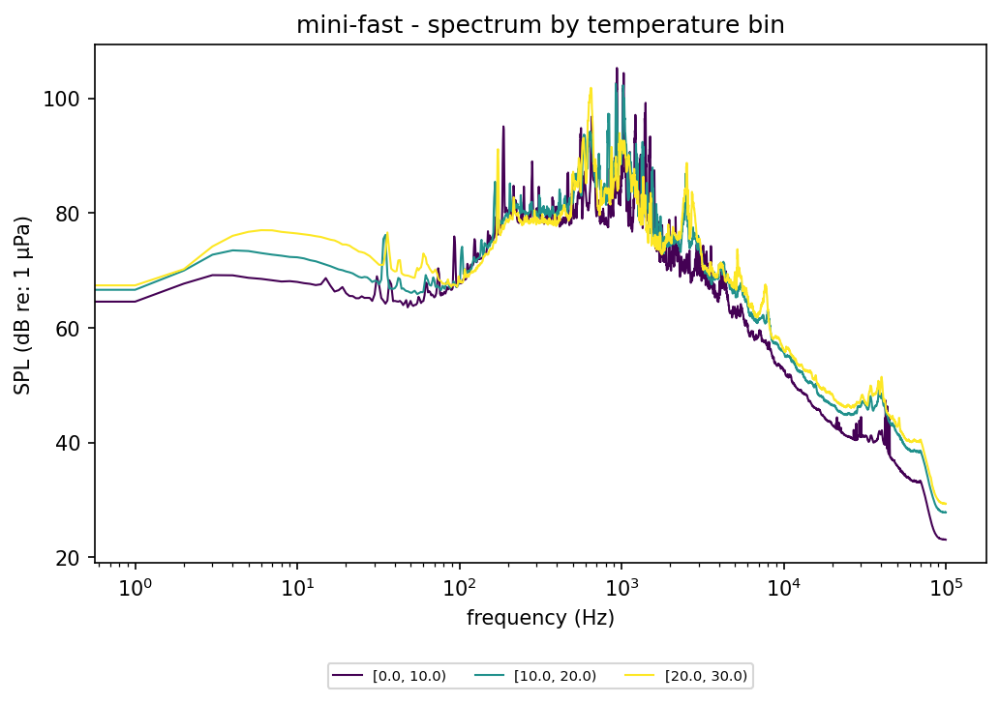 mini-fast - spectrum by temperature bin
SPL (dB re: 1 µPa)
100
80
60
40
20
10⁰ 10¹ 10² 10³ 10⁴ 10⁵
frequency (Hz)
[0.0, 10.0) [10.0, 20.0) [20.0, 30.0)